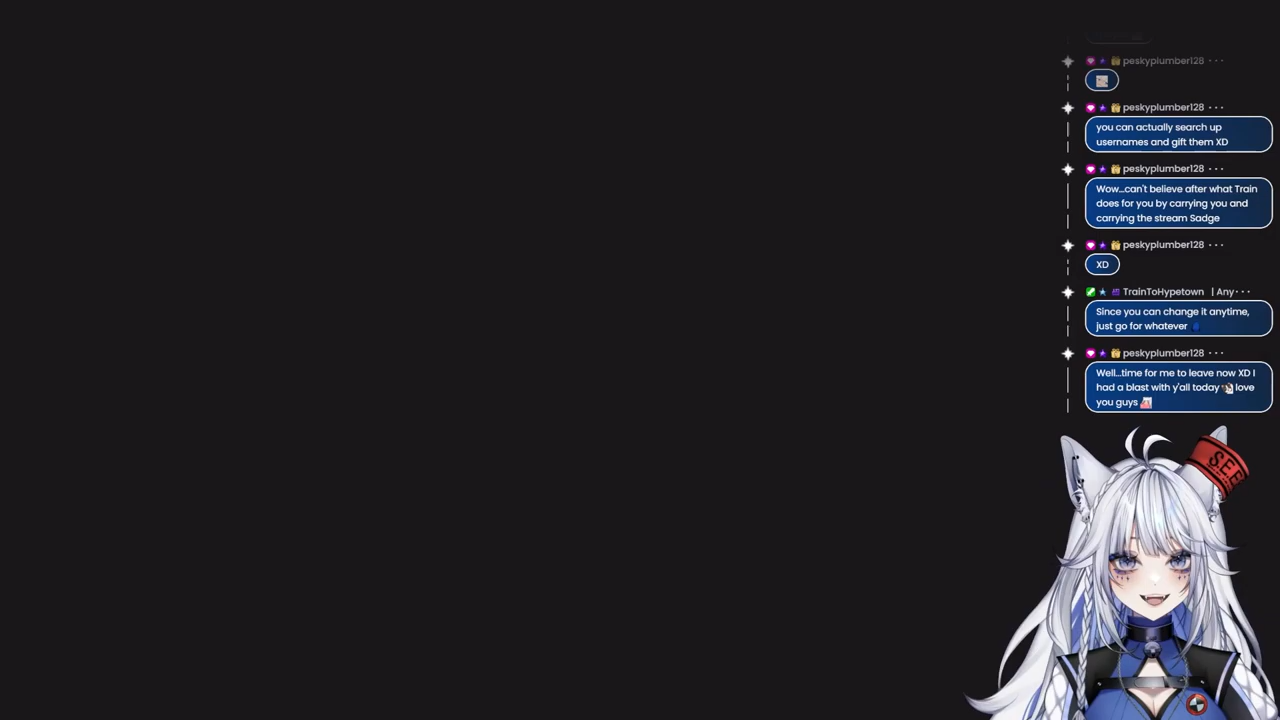 peskyplumber128 ···
peskyplumber128 ···
you can actually search up
usernames and gift them XD
peskyplumber128 ···
Wow...can't believe after what Train
does for you by carrying you and
carrying the stream Sadge
peskyplumber128 ···
XD
TrainToHypetown | Any···
Since you can change it anytime,
just go for whatever
peskyplumber128 ···
Well...time for me to leave now XD I
had a blast with y'all today love
you guys